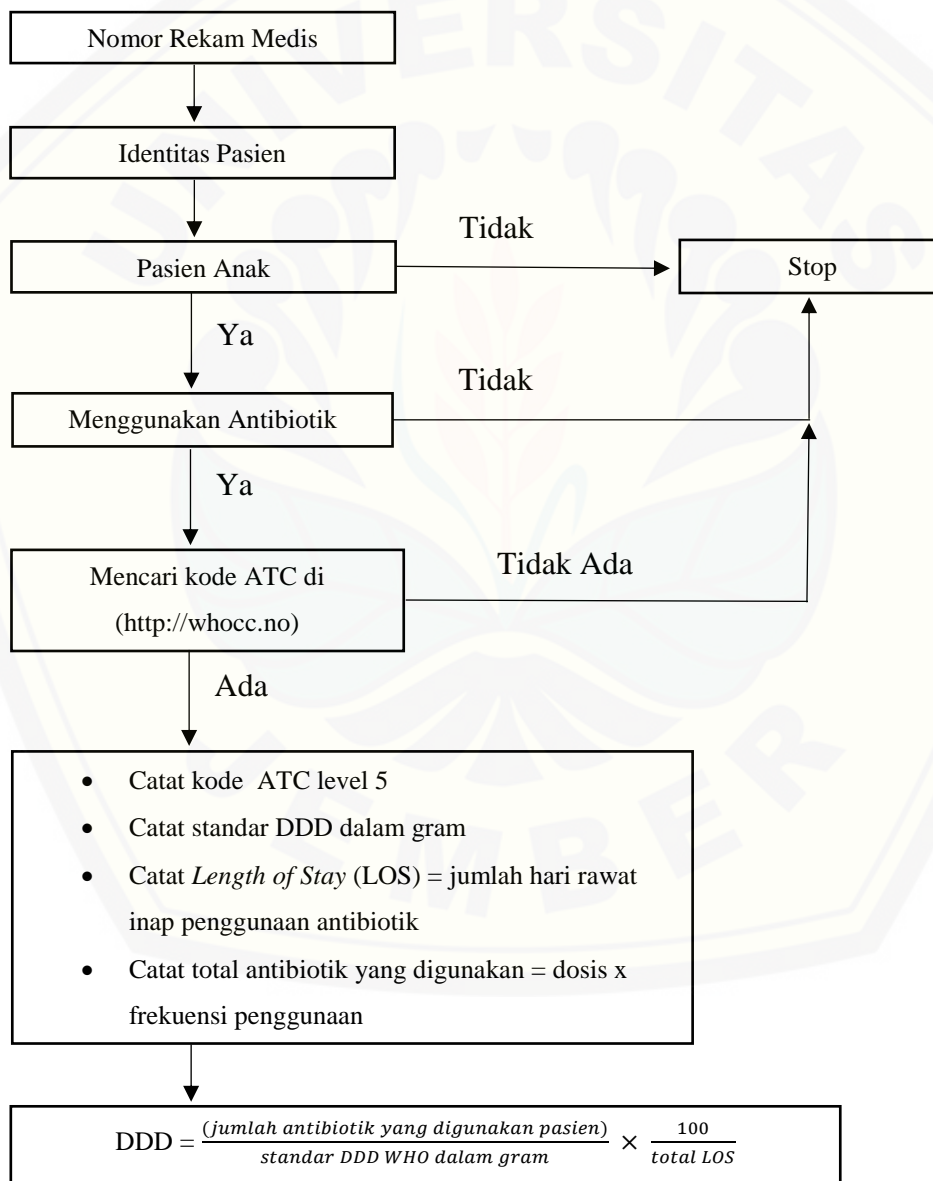 Nomor Rekam Medis
Identitas Pasien
Tidak
Pasien Anak
Stop
Ya
Tidak
Menggunakan Antibiotik
Ya
Mencari kode ATC di
(http://whocc.no)
Tidak Ada
Ada
• Catat kode ATC level 5
• Catat standar DDD dalam gram
• Catat Length of Stay (LOS) = jumlah hari rawat
inap penggunaan antibiotik
• Catat total antibiotik yang digunakan = dosis x
frekuensi penggunaan
DDD = (jumlah antibiotik yang digunakan pasien) / standar DDD WHO dalam gram × 100 / total LOS
UNIVERSITAS
JEMBER